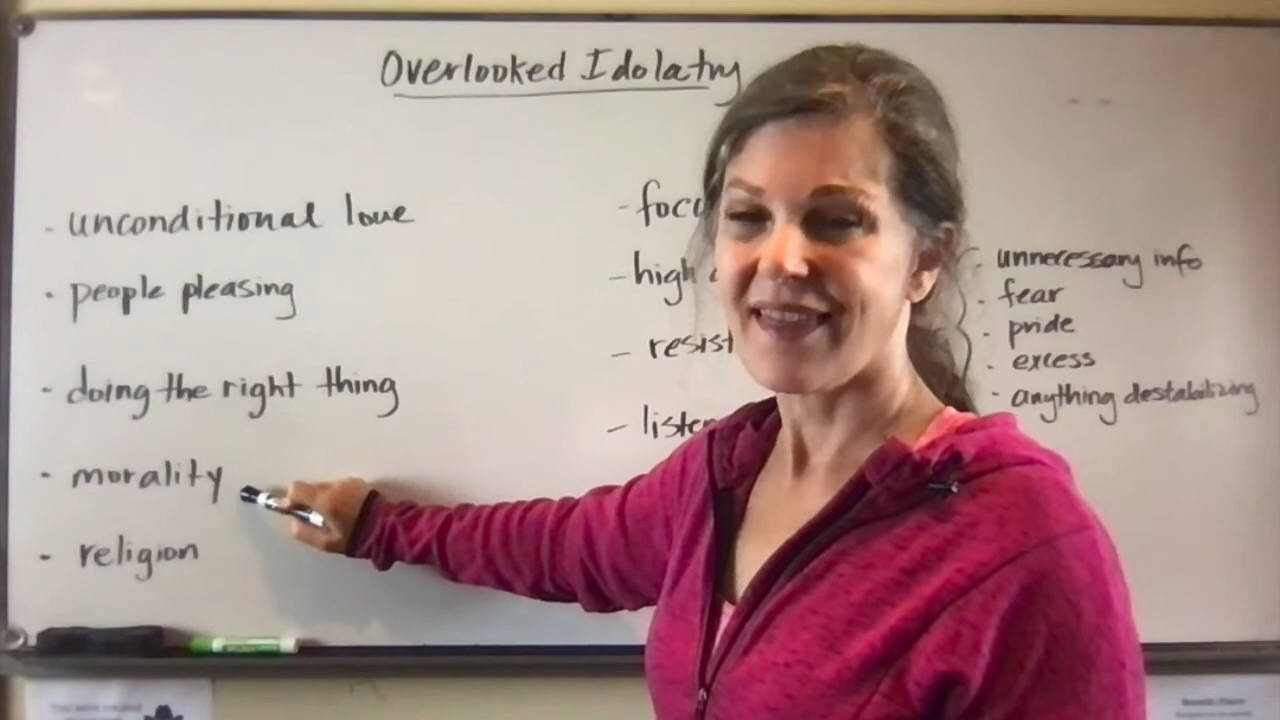 Overlooked Idolatry
- unconditional love
- people pleasing
- doing the right thing
- morality
- religion
- focu
- high
- resist
- listen
- unnecessary info
- fear
- pride
- excess
- anything destabilizing